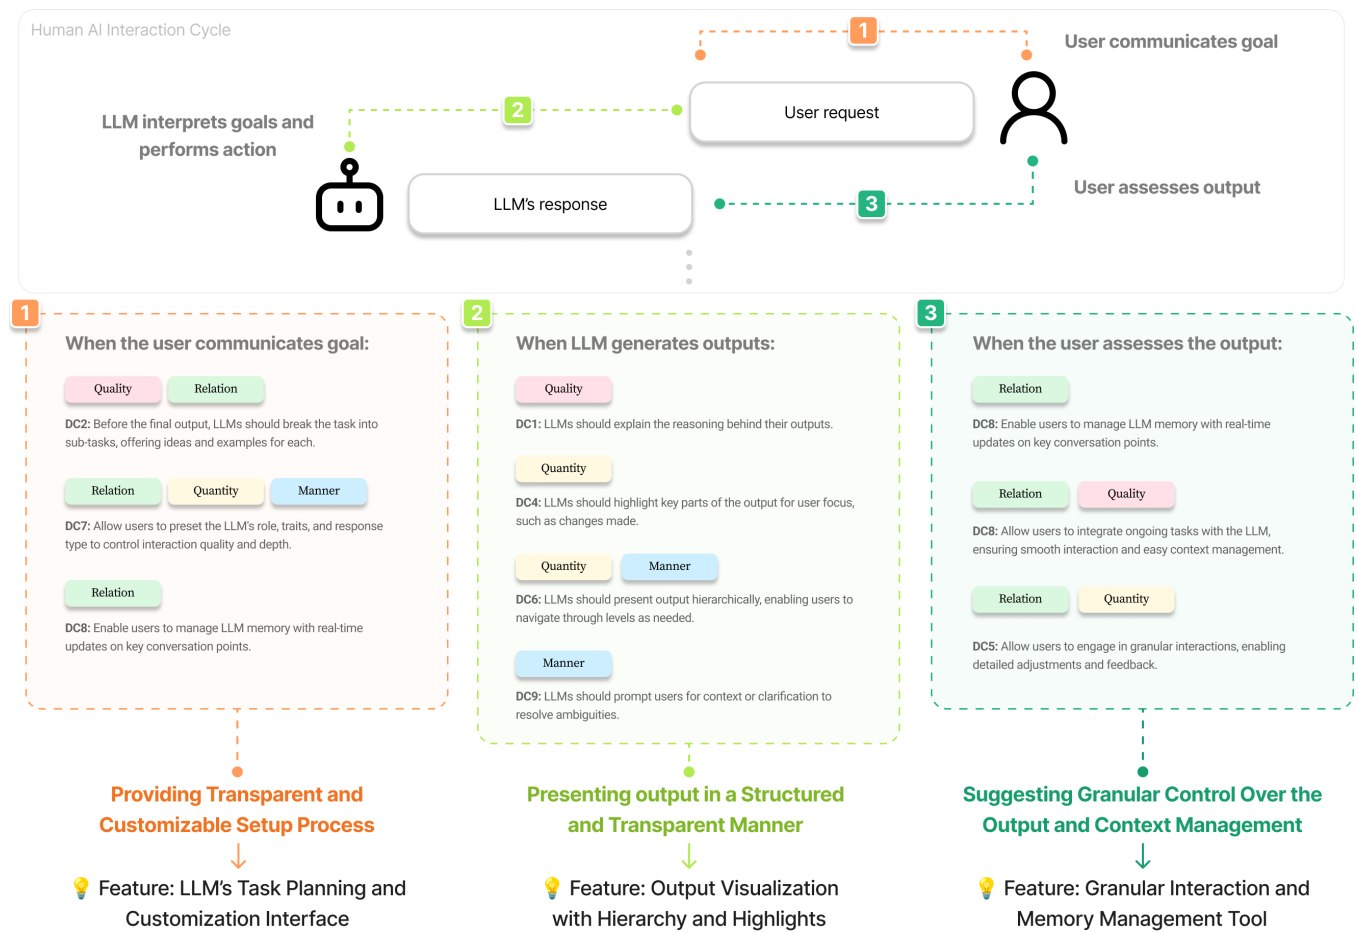 Human AI Interaction Cycle
1
User communicates goal
LLM interprets goals and
performs action
2
User request
User assesses output
LLM’s response
3
1
When the user communicates goal:
Quality
Relation
DC2: Before the final output, LLMs should break the task into
sub-tasks, offering ideas and examples for each.
Relation
Quantity
Manner
DC7: Allow users to preset the LLM's role, traits, and response
type to control interaction quality and depth.
Relation
DC8: Enable users to manage LLM memory with real-time
updates on key conversation points.
Providing Transparent and
Customizable Setup Process
Feature: LLM’s Task Planning and
Customization Interface
2
When LLM generates outputs:
Quality
DC1: LLMs should explain the reasoning behind their outputs.
Quantity
DC4: LLMs should highlight key parts of the output for user focus,
such as changes made.
Quantity
Manner
DC6: LLMs should present output hierarchically, enabling users to
navigate through levels as needed.
Manner
DC9: LLMs should prompt users for context or clarification to
resolve ambiguities.
Presenting output in a Structured
and Transparent Manner
Feature: Output Visualization
with Hierarchy and Highlights
3
When the user assesses the output:
Relation
DC8: Enable users to manage LLM memory with real-time
updates on key conversation points.
Relation
Quality
DC8: Allow users to integrate ongoing tasks with the LLM,
ensuring smooth interaction and easy context management.
Relation
Quantity
DC5: Allow users to engage in granular interactions, enabling
detailed adjustments and feedback.
Suggesting Granular Control Over the
Output and Context Management
Feature: Granular Interaction and
Memory Management Tool